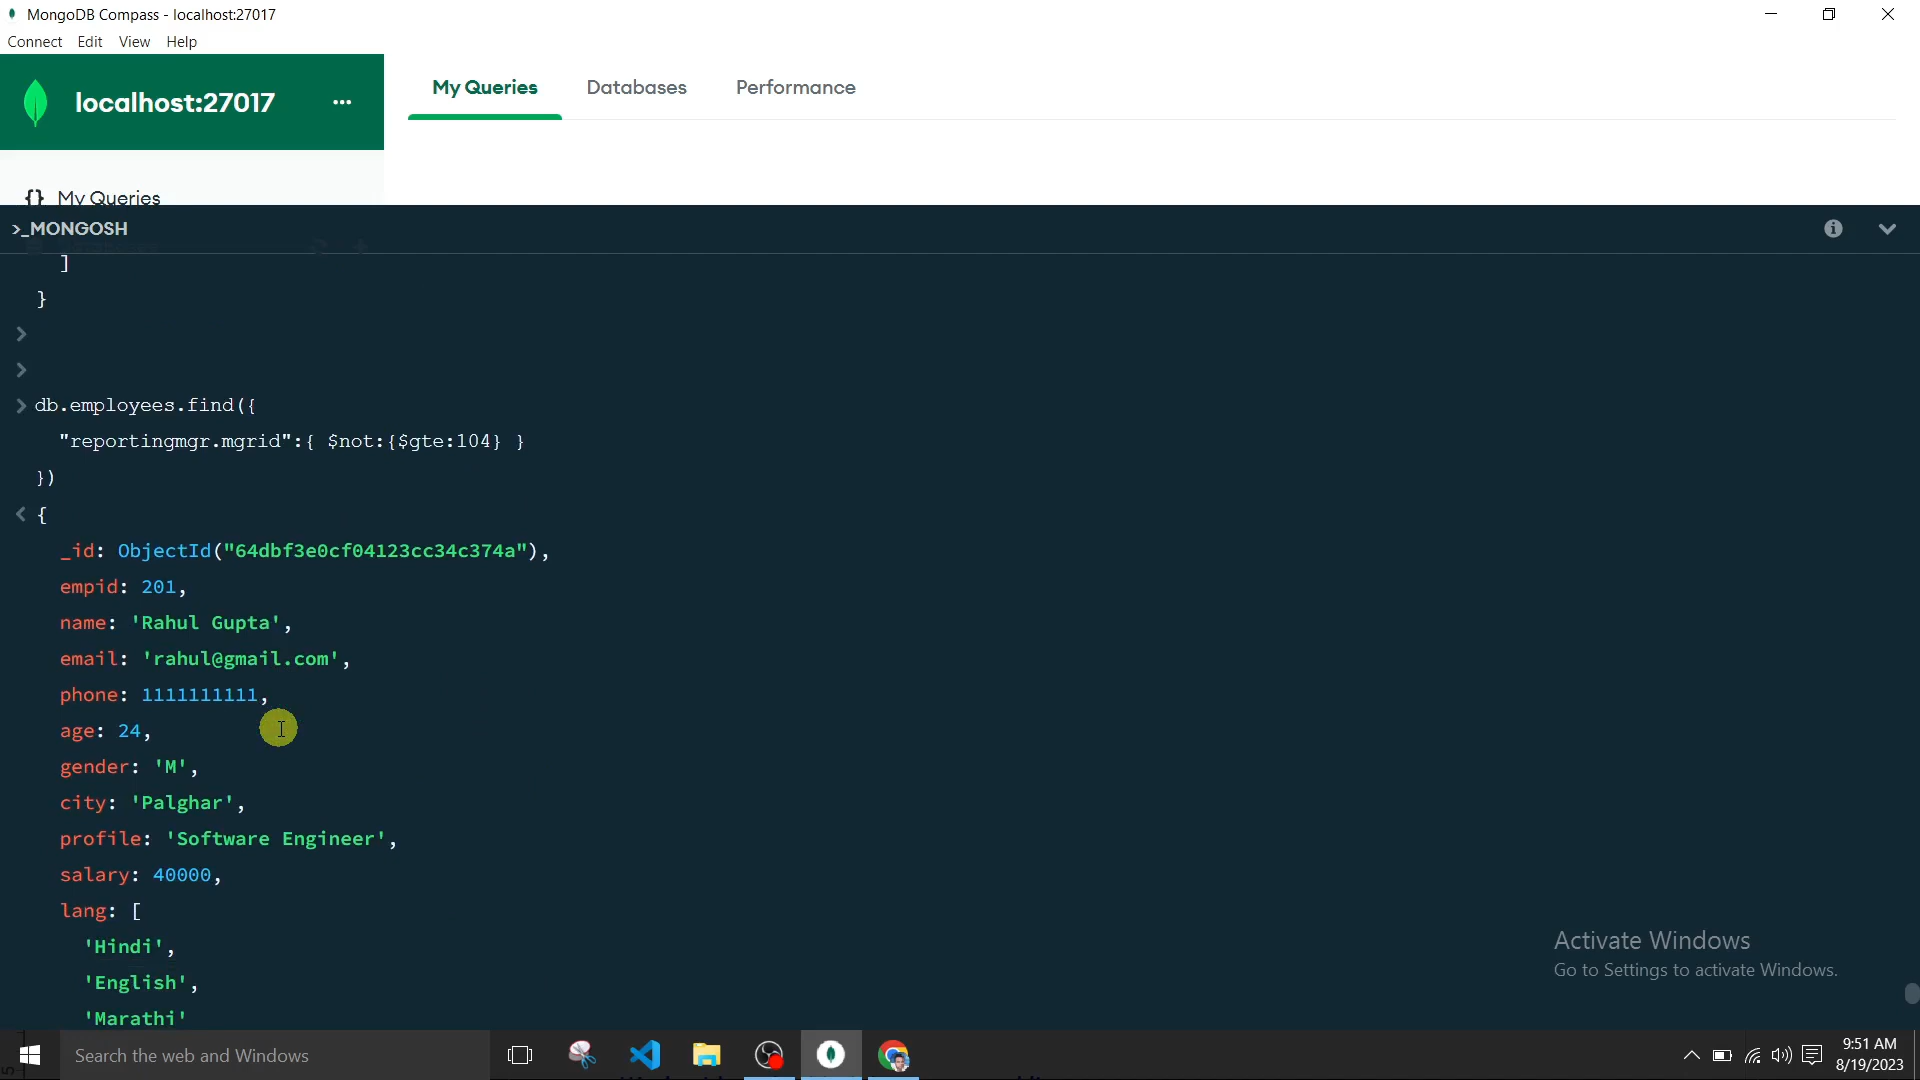 MongoDB Compass - localhost:27017
Connect Edit View Help
localhost:27017 ...
My Queries Databases Performance
{} My Queries
>_MONGOSH
]
}
>
>
> db.employees.find({
"reportingmgr.mgrid":{ $not:{$gte:104} }
})
< {
_id: ObjectId("64dbf3e0cf04123cc34c374a"),
empid: 201,
name: 'Rahul Gupta',
email: 'rahul@gmail.com',
phone: 1111111111,
age: 24,
gender: 'M',
city: 'Palghar',
profile: 'Software Engineer',
salary: 40000,
lang: [
'Hindi',
'English',
'Marathi'
Activate Windows
Go to Settings to activate Windows.
Search the web and Windows
9:51 AM
8/19/2023